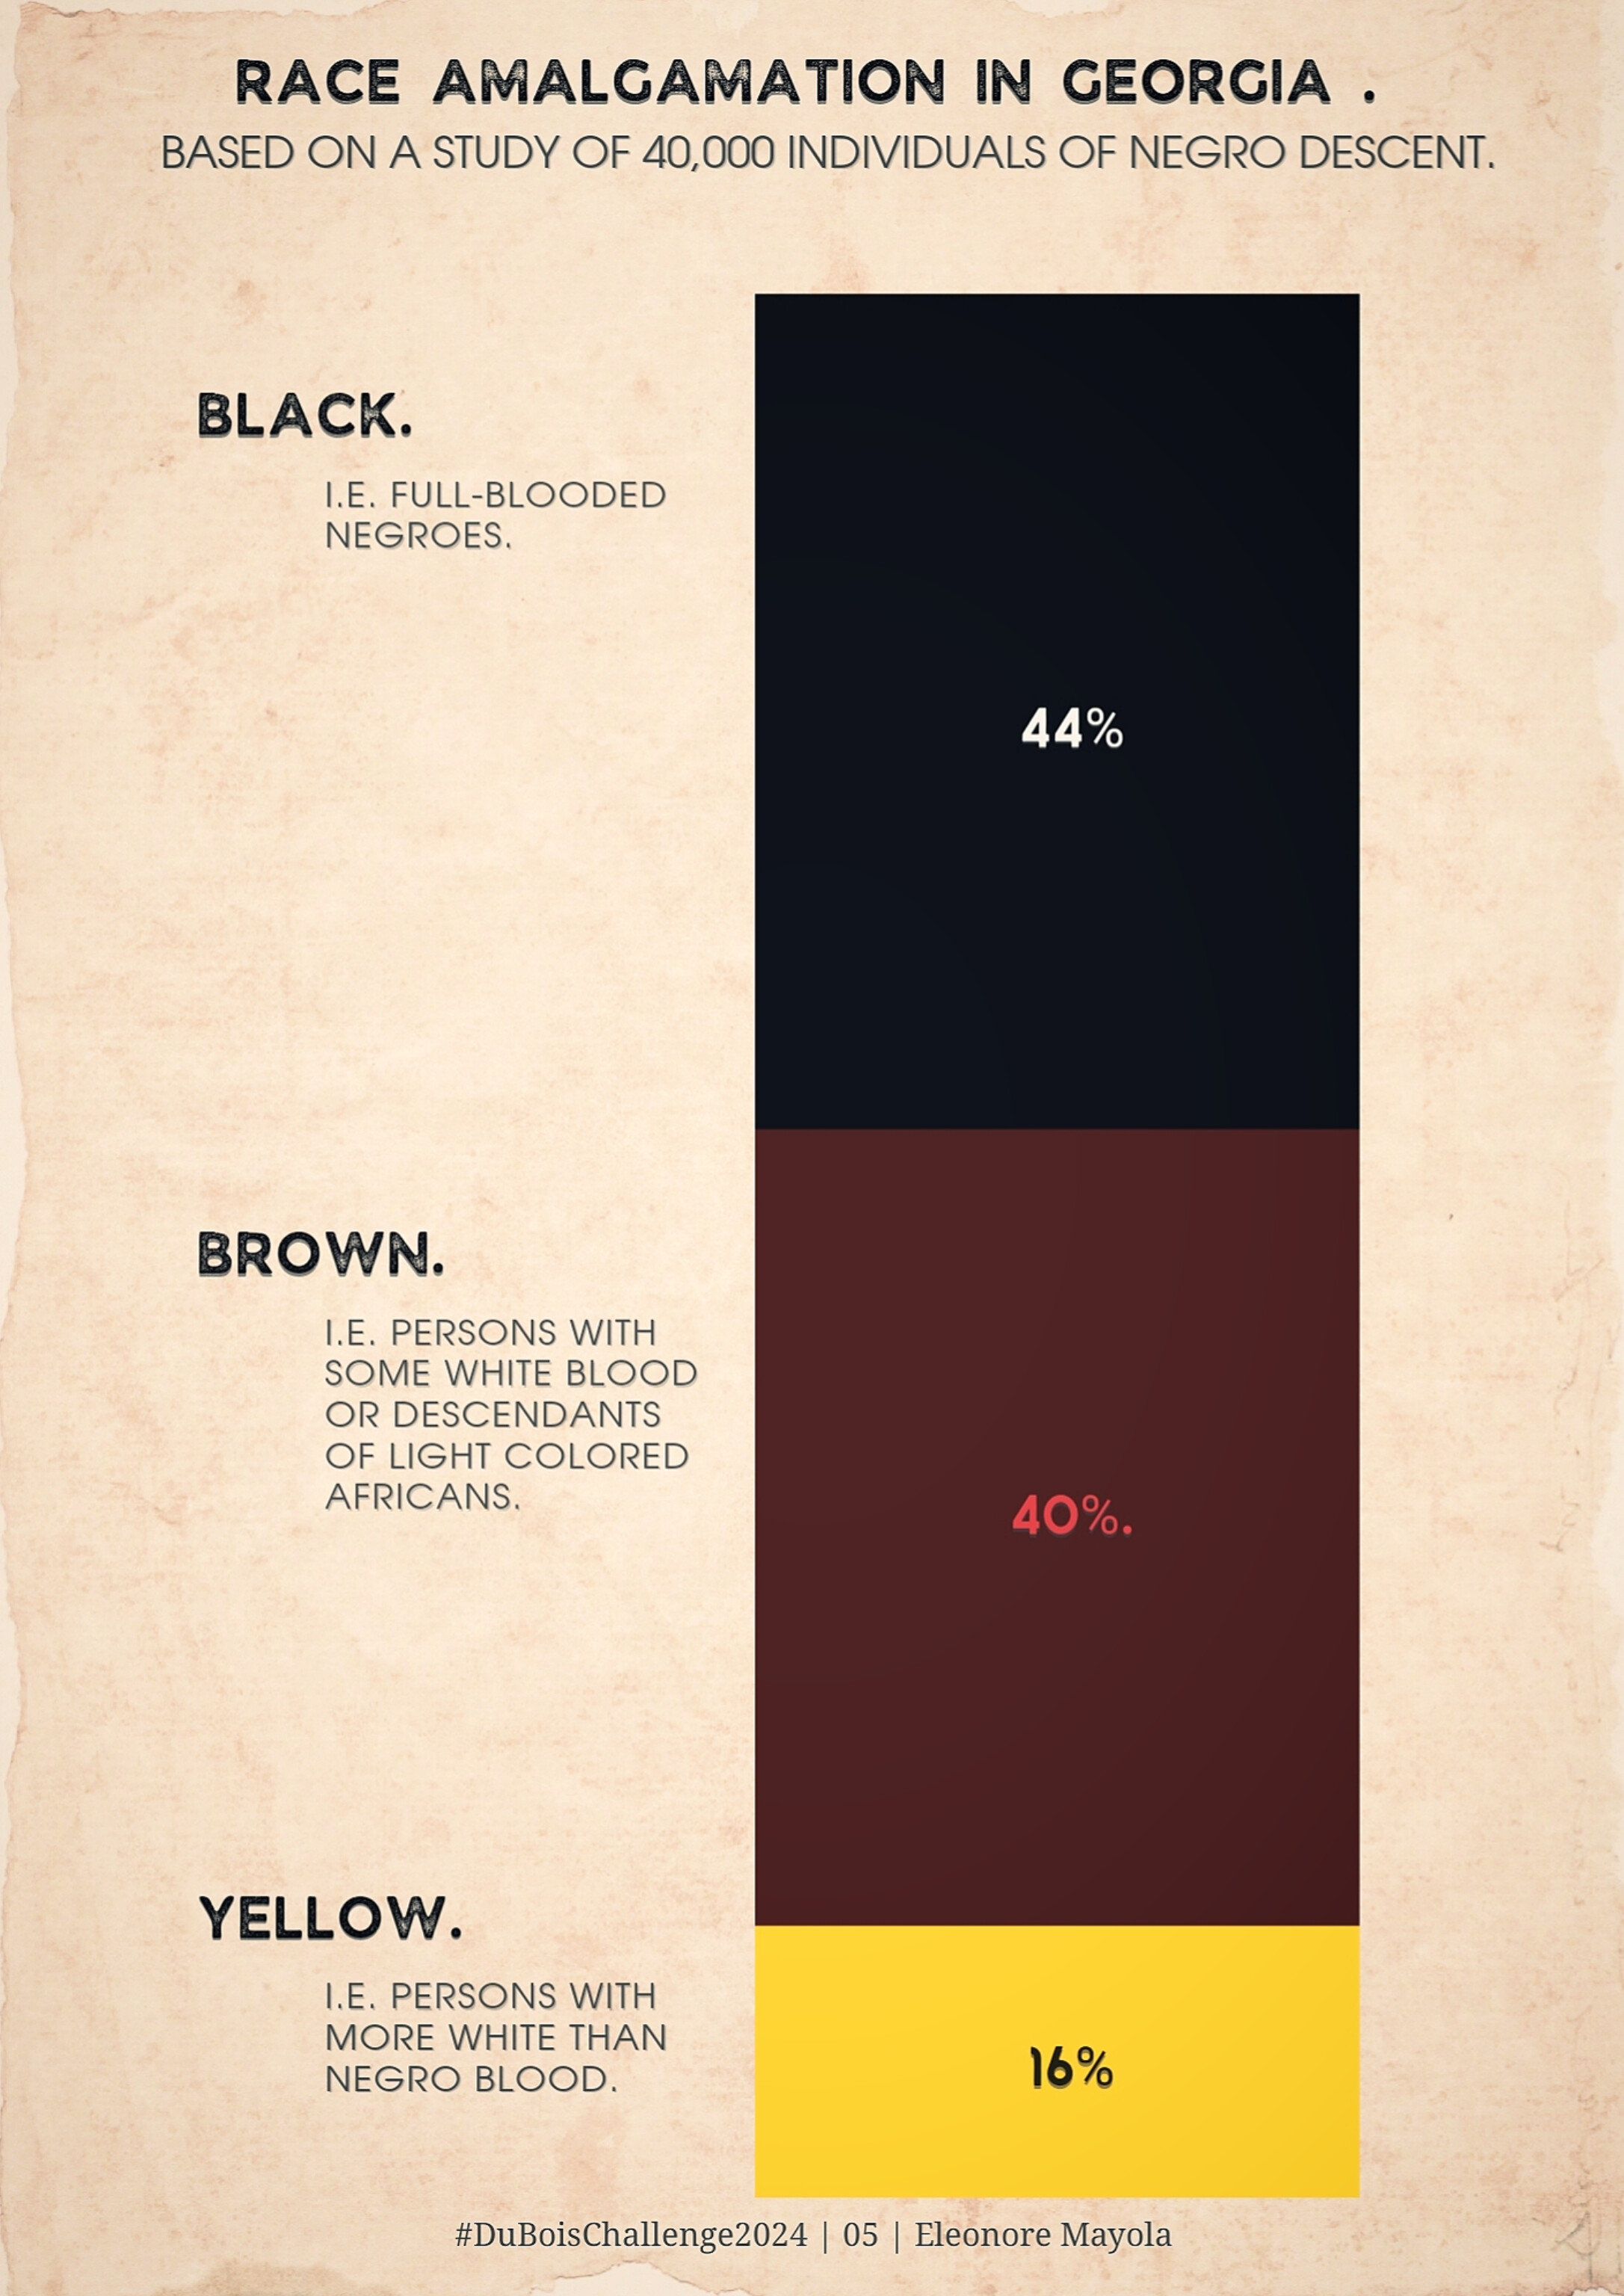 RACE AMALGAMATION IN GEORGIA .
BASED ON A STUDY OF 40,000 INDIVIDUALS OF NEGRO DESCENT.
BLACK.
I.E. FULL-BLOODED
NEGROES.
44%
BROWN.
I.E. PERSONS WITH
SOME WHITE BLOOD
OR DESCENDANTS
OF LIGHT COLORED
AFRICANS.
40%.
YELLOW.
I.E. PERSONS WITH
MORE WHITE THAN
NEGRO BLOOD.
16%
#DuBoisChallenge2024 | 05 | Eleonore Mayola